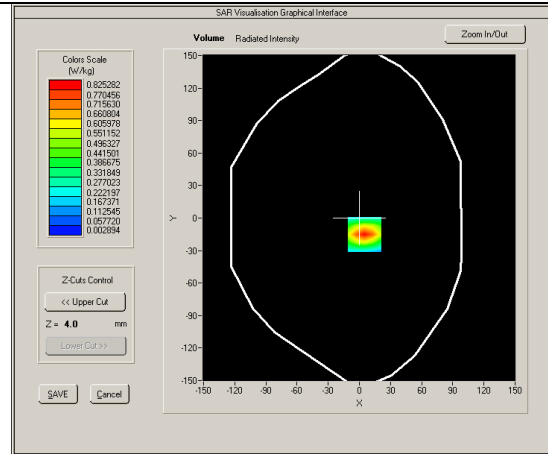 SAR Visualisation Graphical Interface
Volume Radiated Intensity
Zoom In/Out
Colors Scale
(W/kg)
0.825282
0.770456
0.715630
0.660804
0.605978
0.551152
0.496327
0.441501
0.386675
0.331849
0.277023
0.222197
0.167371
0.112545
0.057720
0.002894
Z-Cuts Control
<< Upper Cut
Z = 4.0 mm
Lower Cut >>
SAVE Cancel
150-
120-
90-
60-
30-
Y 0-
-30-
-60-
-90-
-120-
-150-
-150 -120 -90 -60 -30 0 30 60 90 120 150
X